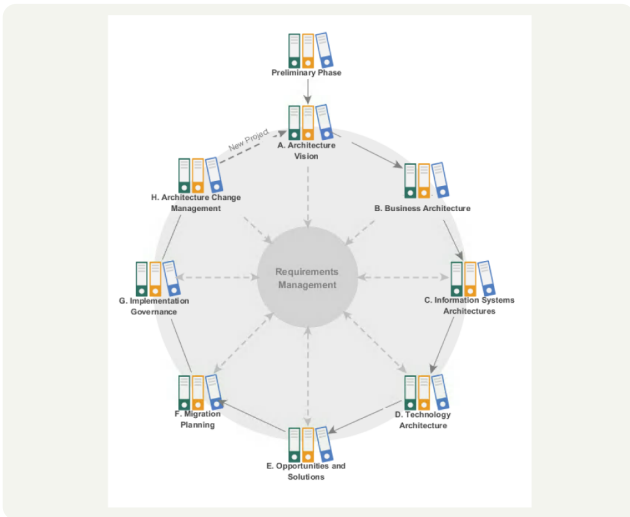 Preliminary Phase
A. Architecture
Vision
New Project
H. Architecture Change
Management
B. Business Architecture
Requirements
Management
G. Implementation
Governance
C. Information Systems
Architectures
F. Migration
Planning
D. Technology
Architecture
E. Opportunities and
Solutions